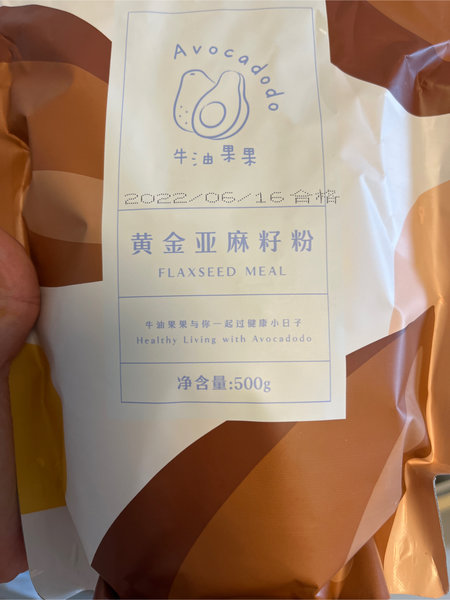 Avocadodo
牛油果果
2022/06/16合格
黄金亚麻籽粉
FLAXSEED MEAL
牛油果果与你一起过健康小日子
Healthy Living with Avocadodo
净含量:500g